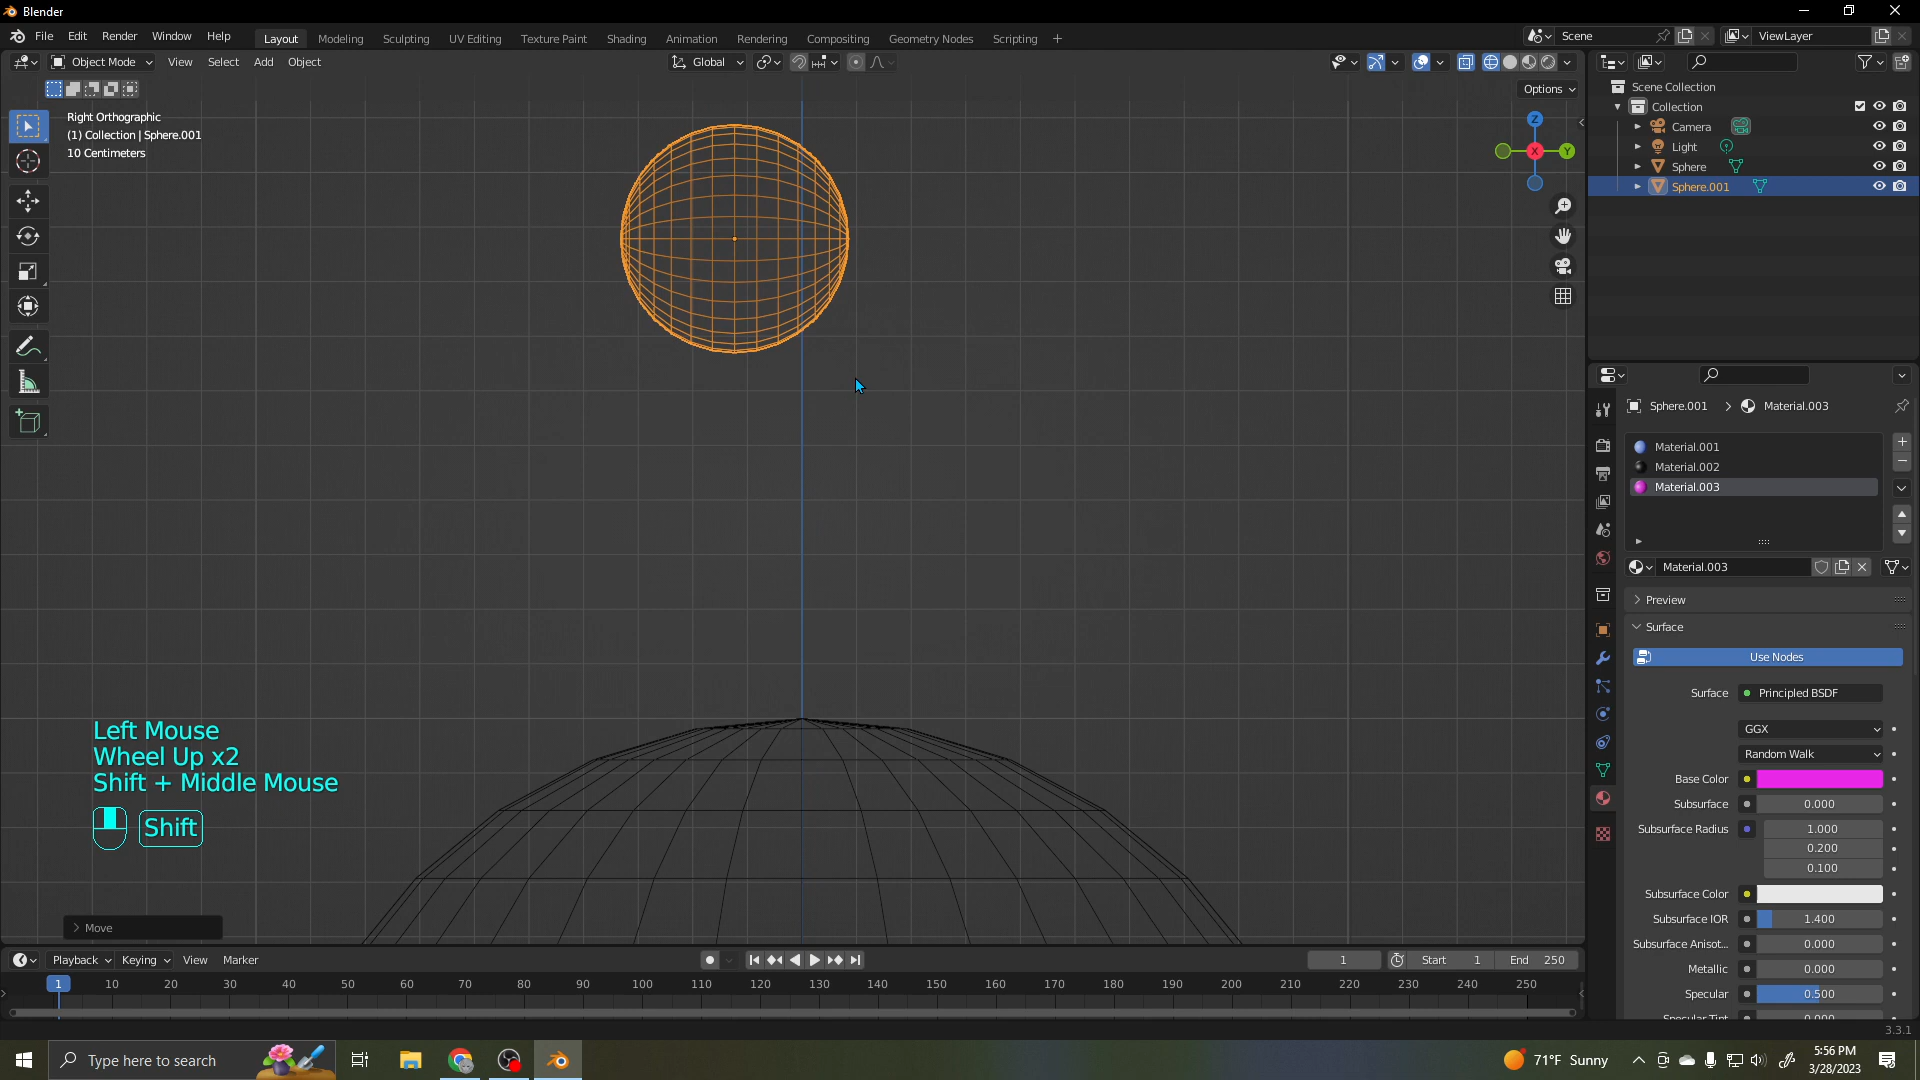 Blender
File Edit Render Window Help Layout Modeling Sculpting UV Editing Texture Paint Shading Animation Rendering Compositing Geometry Nodes Scripting + Scene ViewLayer
Object Mode View Select Add Object Global
Options
Right Orthographic
(1) Collection | Sphere.001
10 Centimeters
Z
X
Y
Scene Collection
Collection
Camera
Light
Sphere
Sphere.001
Sphere.001 > Material.003
Material.001
Material.002
Material.003
Material.003
Preview
Surface
Use Nodes
Surface Principled BSDF
GGX
Random Walk
Base Color
Subsurface 0.000
Subsurface Radius 1.000
0.200
0.100
Subsurface Color
Subsurface IOR 1.400
Subsurface Anisot... 0.000
Metallic 0.000
Specular 0.500
Specular Tint 0.000
Left Mouse
Wheel Up x2
Shift + Middle Mouse
Shift
> Move
Playback Keying View Marker 1 Start 1 End 250
1 10 20 30 40 50 60 70 80 90 100 110 120 130 140 150 160 170 180 190 200 210 220 230 240 250
3.3.1
Type here to search 71°F Sunny 5:56 PM
3/28/2023